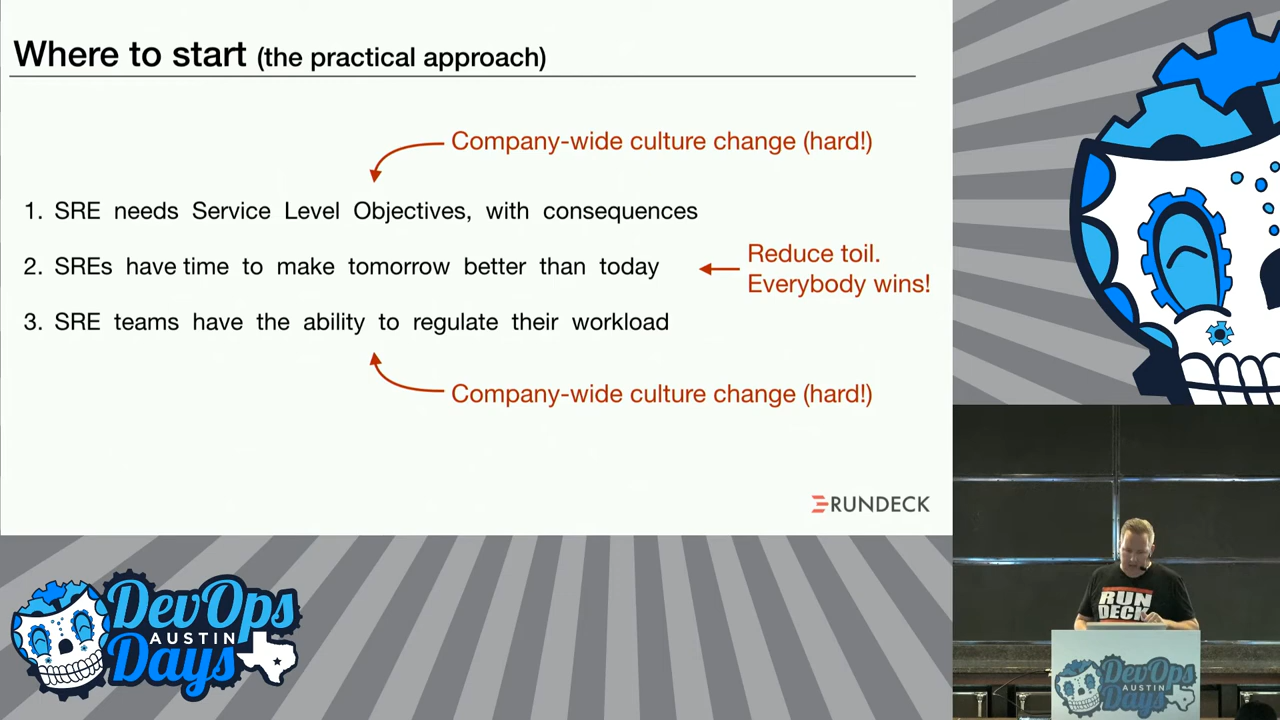 Where to start (the practical approach)
Company-wide culture change (hard!)
1. SRE needs Service Level Objectives, with consequences
2. SREs have time to make tomorrow better than today
Reduce toil.
Everybody wins!
3. SRE teams have the ability to regulate their workload
Company-wide culture change (hard!)
RUNDECK
DevOps
AUSTIN
Days
RUN
DECK
DevOps
AUSTIN
Days